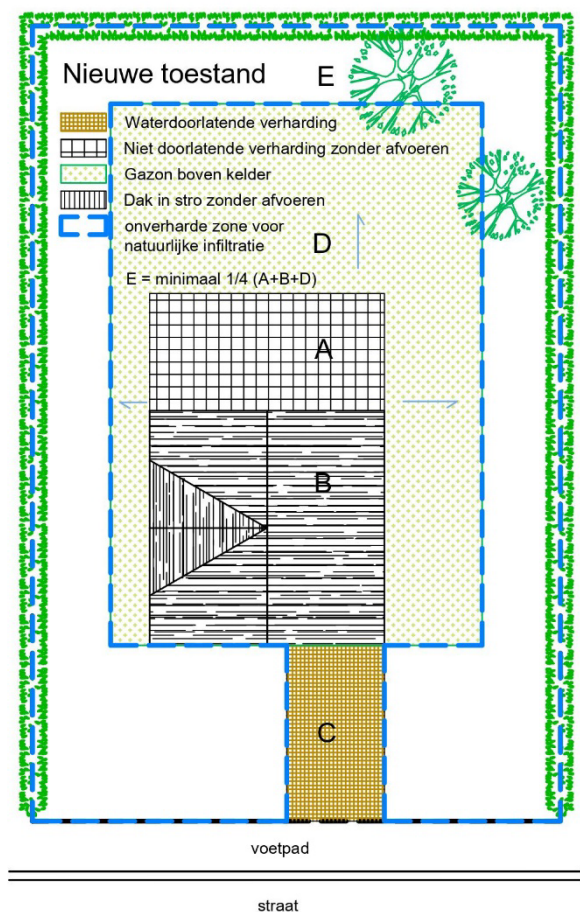 Nieuwe toestand
E
Waterdoorlatende verharding
Niet doorlatende verharding zonder afvoeren
Gazon boven kelder
Dak in stro zonder afvoeren
onverharde zone voor
natuurlijke infiltratie
D
E = minimaal 1/4 (A+B+D)
A
B
C
voetpad
straat